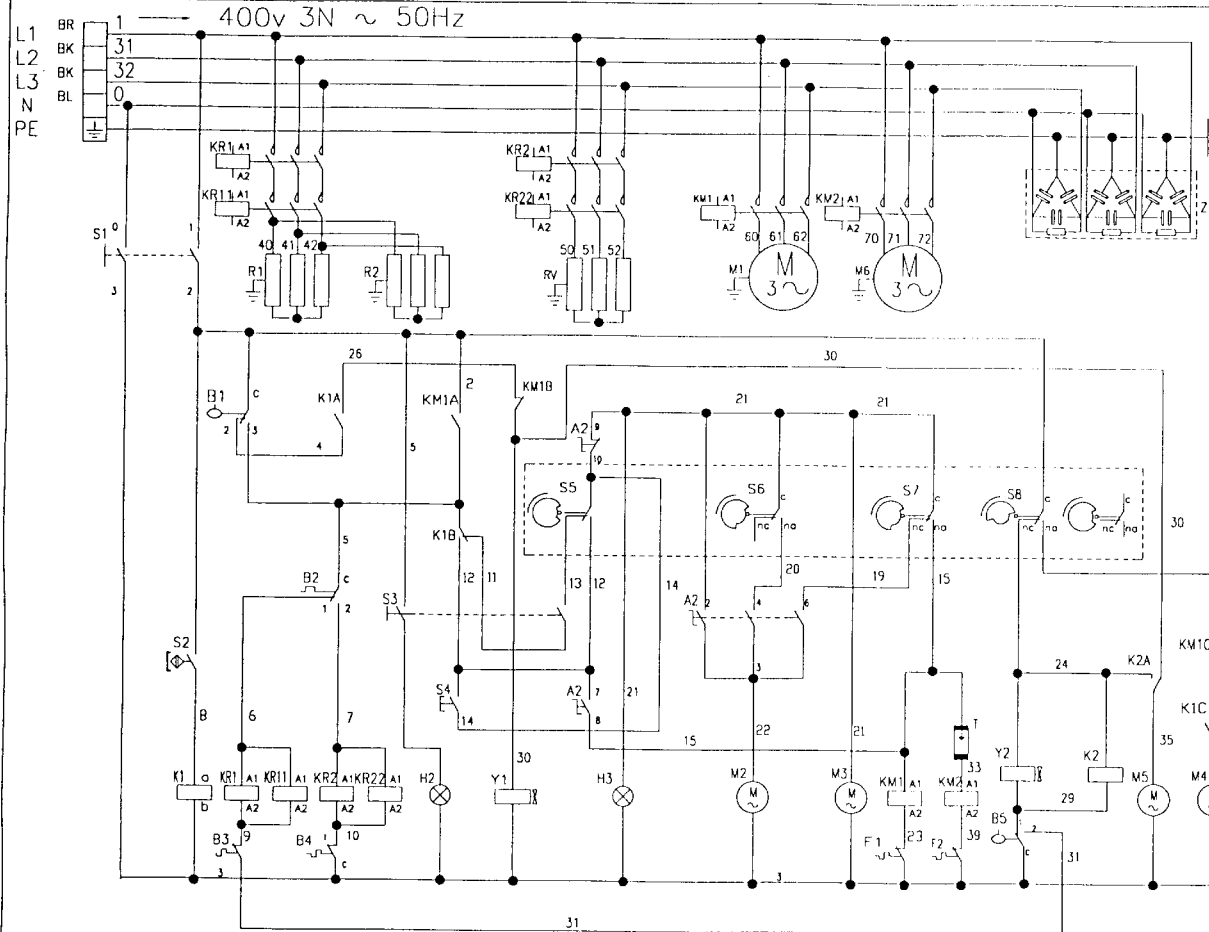 400v 3N ~ 50Hz
L1 BR 1
L2 BK 31
L3 BK 32
N BL 0
PE
KR1 A1 A2
KR2 A1 A2
KR11 A1 A2
KR22 A1 A2
KM1 A1 A2
KM2 A1 A2
Z
S1 0 1
40 41 42
50 51 52
60 61 62
70 71 72
R1 R2 RV
M1 M 3~
M6 M 3~
3 2
26 30
B1 C 2 3
K1A 4
KM1A 2
5
KM1B
A2 9 10
21 21
S5 S6 S7 S8
c nc na
c nc na
c nc na
c nc na
30
K1B
5
12 11 13 12 14
20 19 15
B2 C 1 2
S3
A2 2 4 6
3
S2
S4 14
A2 7 8
21
24 K2A
KM1C
K1C
8 6 7
15 22 21
T
33
30
35
K1 a b
KR1 A1 A2
KR11 A1 A2
KR2 A1 A2
KR22 A1 A2
H2 Y1 H3
M2 M
M3 M
KM1 A1 A2
KM2 A1 A2
Y2 K2
29
M5 M
M4
B3 9
B4 1 10 C
F1 23
F2 39
B5 2 C
31
3 3
31